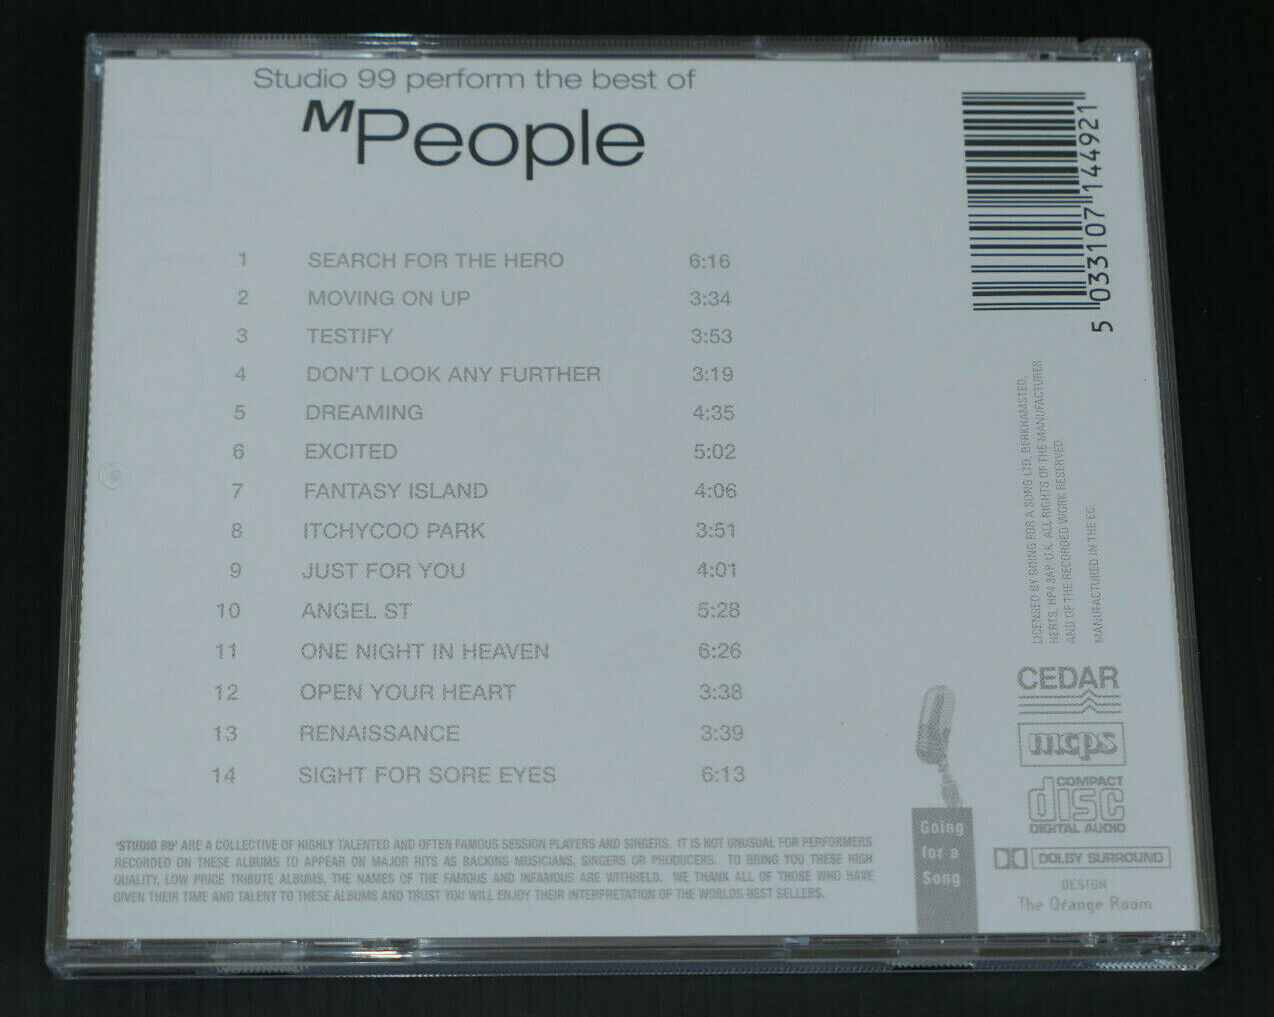 Studio 99 perform the best of
M People
1 SEARCH FOR THE HERO 6:16
2 MOVING ON UP 3:34
3 TESTIFY 3:53
4 DON'T LOOK ANY FURTHER 3:19
5 DREAMING 4:35
6 EXCITED 5:02
7 FANTASY ISLAND 4:06
8 ITCHYCOO PARK 3:51
9 JUST FOR YOU 4:01
10 ANGEL ST 5:28
11 ONE NIGHT IN HEAVEN 6:26
12 OPEN YOUR HEART 3:38
13 RENAISSANCE 3:39
14 SIGHT FOR SORE EYES 6:13
'STUDIO 99' ARE A COLLECTIVE OF HIGHLY TALENTED AND OFTEN FAMOUS SESSION PLAYERS AND SINGERS. IT IS NOT UNUSUAL FOR PERFORMERS
RECORDED ON THESE ALBUMS TO APPEAR ON MAJOR HITS AS BACKING MUSICIANS, SINGERS OR PRODUCERS. TO BRING YOU THESE HIGH
QUALITY, LOW PRICE TRIBUTE ALBUMS, THE NAMES OF THE FAMOUS AND INFAMOUS ARE WITHHELD. WE THANK ALL OF THOSE WHO HAVE
GIVEN THEIR TIME AND TALENT TO THESE ALBUMS AND TRUST YOU WILL ENJOY THEIR INTERPRETATION OF THE WORLDS BEST SELLERS.
5 033107 144921
LICENSED BY GOING FOR A SONG LTD, BERKHAMSTED,
HERTS, HP4 3AP, U.K. ALL RIGHTS OF THE MANUFACTURER
AND OF THE RECORDED WORK RESERVED.
MANUFACTURED IN THE EC
CEDAR
mcps
COMPACT
disc
DIGITAL AUDIO
DOLBY SURROUND
DESIGN
The Orange Room
Going
for a
Song